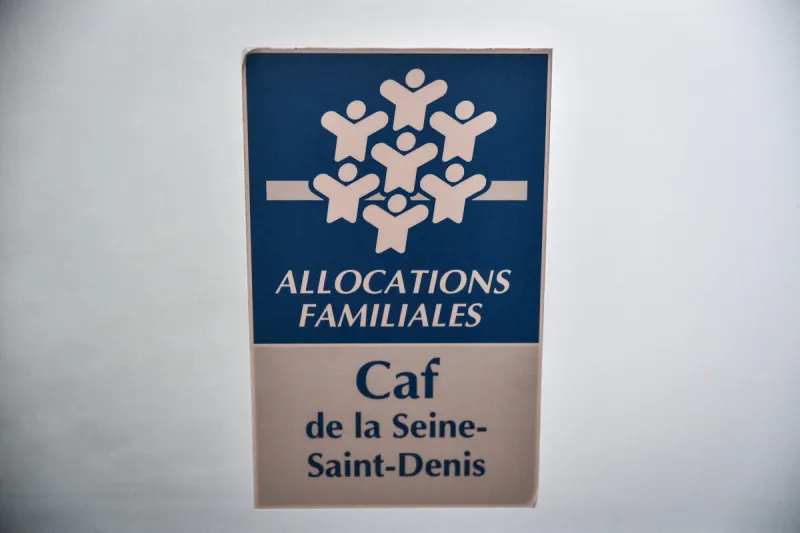 ALLOCATIONS
FAMILIALES
Caf
de la Seine-
Saint-Denis